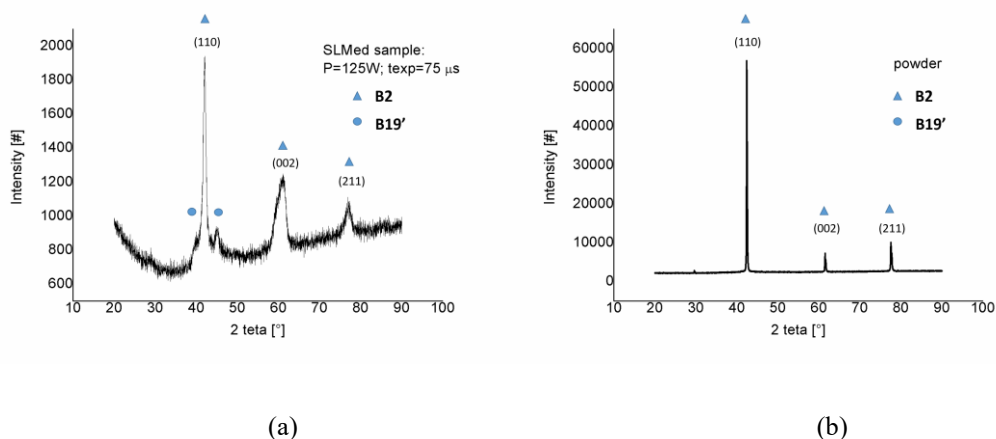 2000
1800
1600
1400
1200
1000
800
600
Intensity [#]
10 20 30 40 50 60 70 80 90 100
2 teta [°]
(110)
(002)
(211)
SLMed sample:
P=125W; texp=75 μs
B2
B19’
(a)
60000
50000
40000
30000
20000
10000
0
Intensity [#]
10 20 30 40 50 60 70 80 90 100
2 teta [°]
(110)
(002)
(211)
powder
B2
B19’
(b)